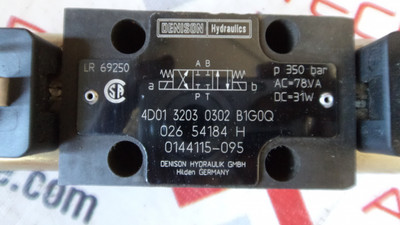 DENISON Hydraulics
LR 69250
A B
p 350 bar
AC=78VA
a b
DC=31W
P T
4D01 3203 0302 B1G0Q
026 54184 H
0144115-095
DENISON HYDRAULIK GMBH
Hilden GERMANY